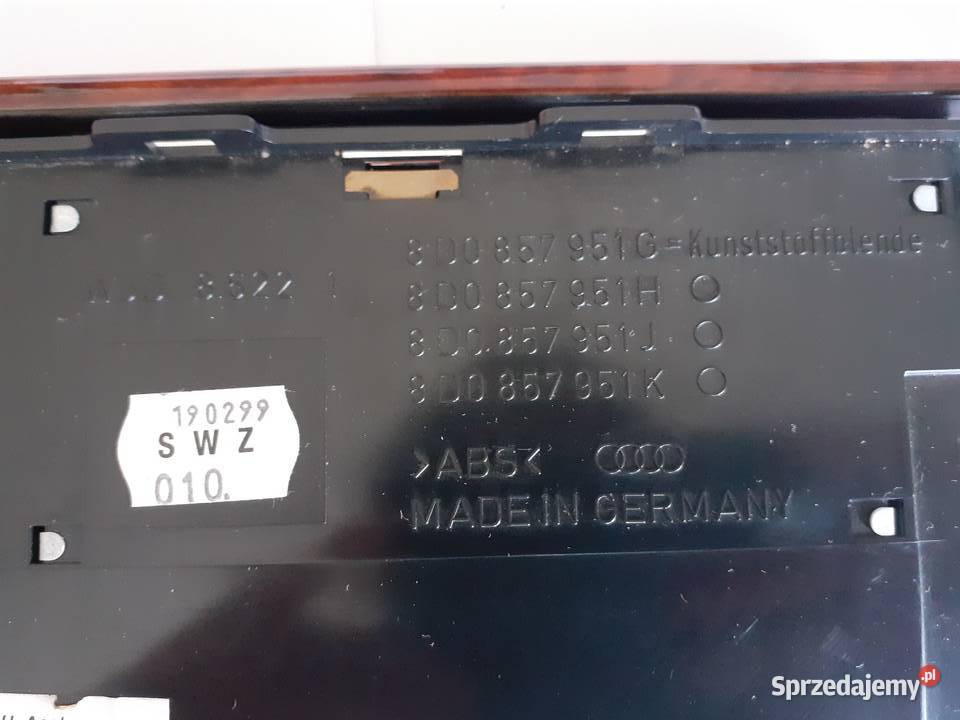 8D0 857 951G=Kunststoffblende
8D0 857 951H
8D0 857 951J
8D0 857 951K
190299
SWZ
010.
>ABS<
MADE IN GERMANY
Sprzedajemy.pl